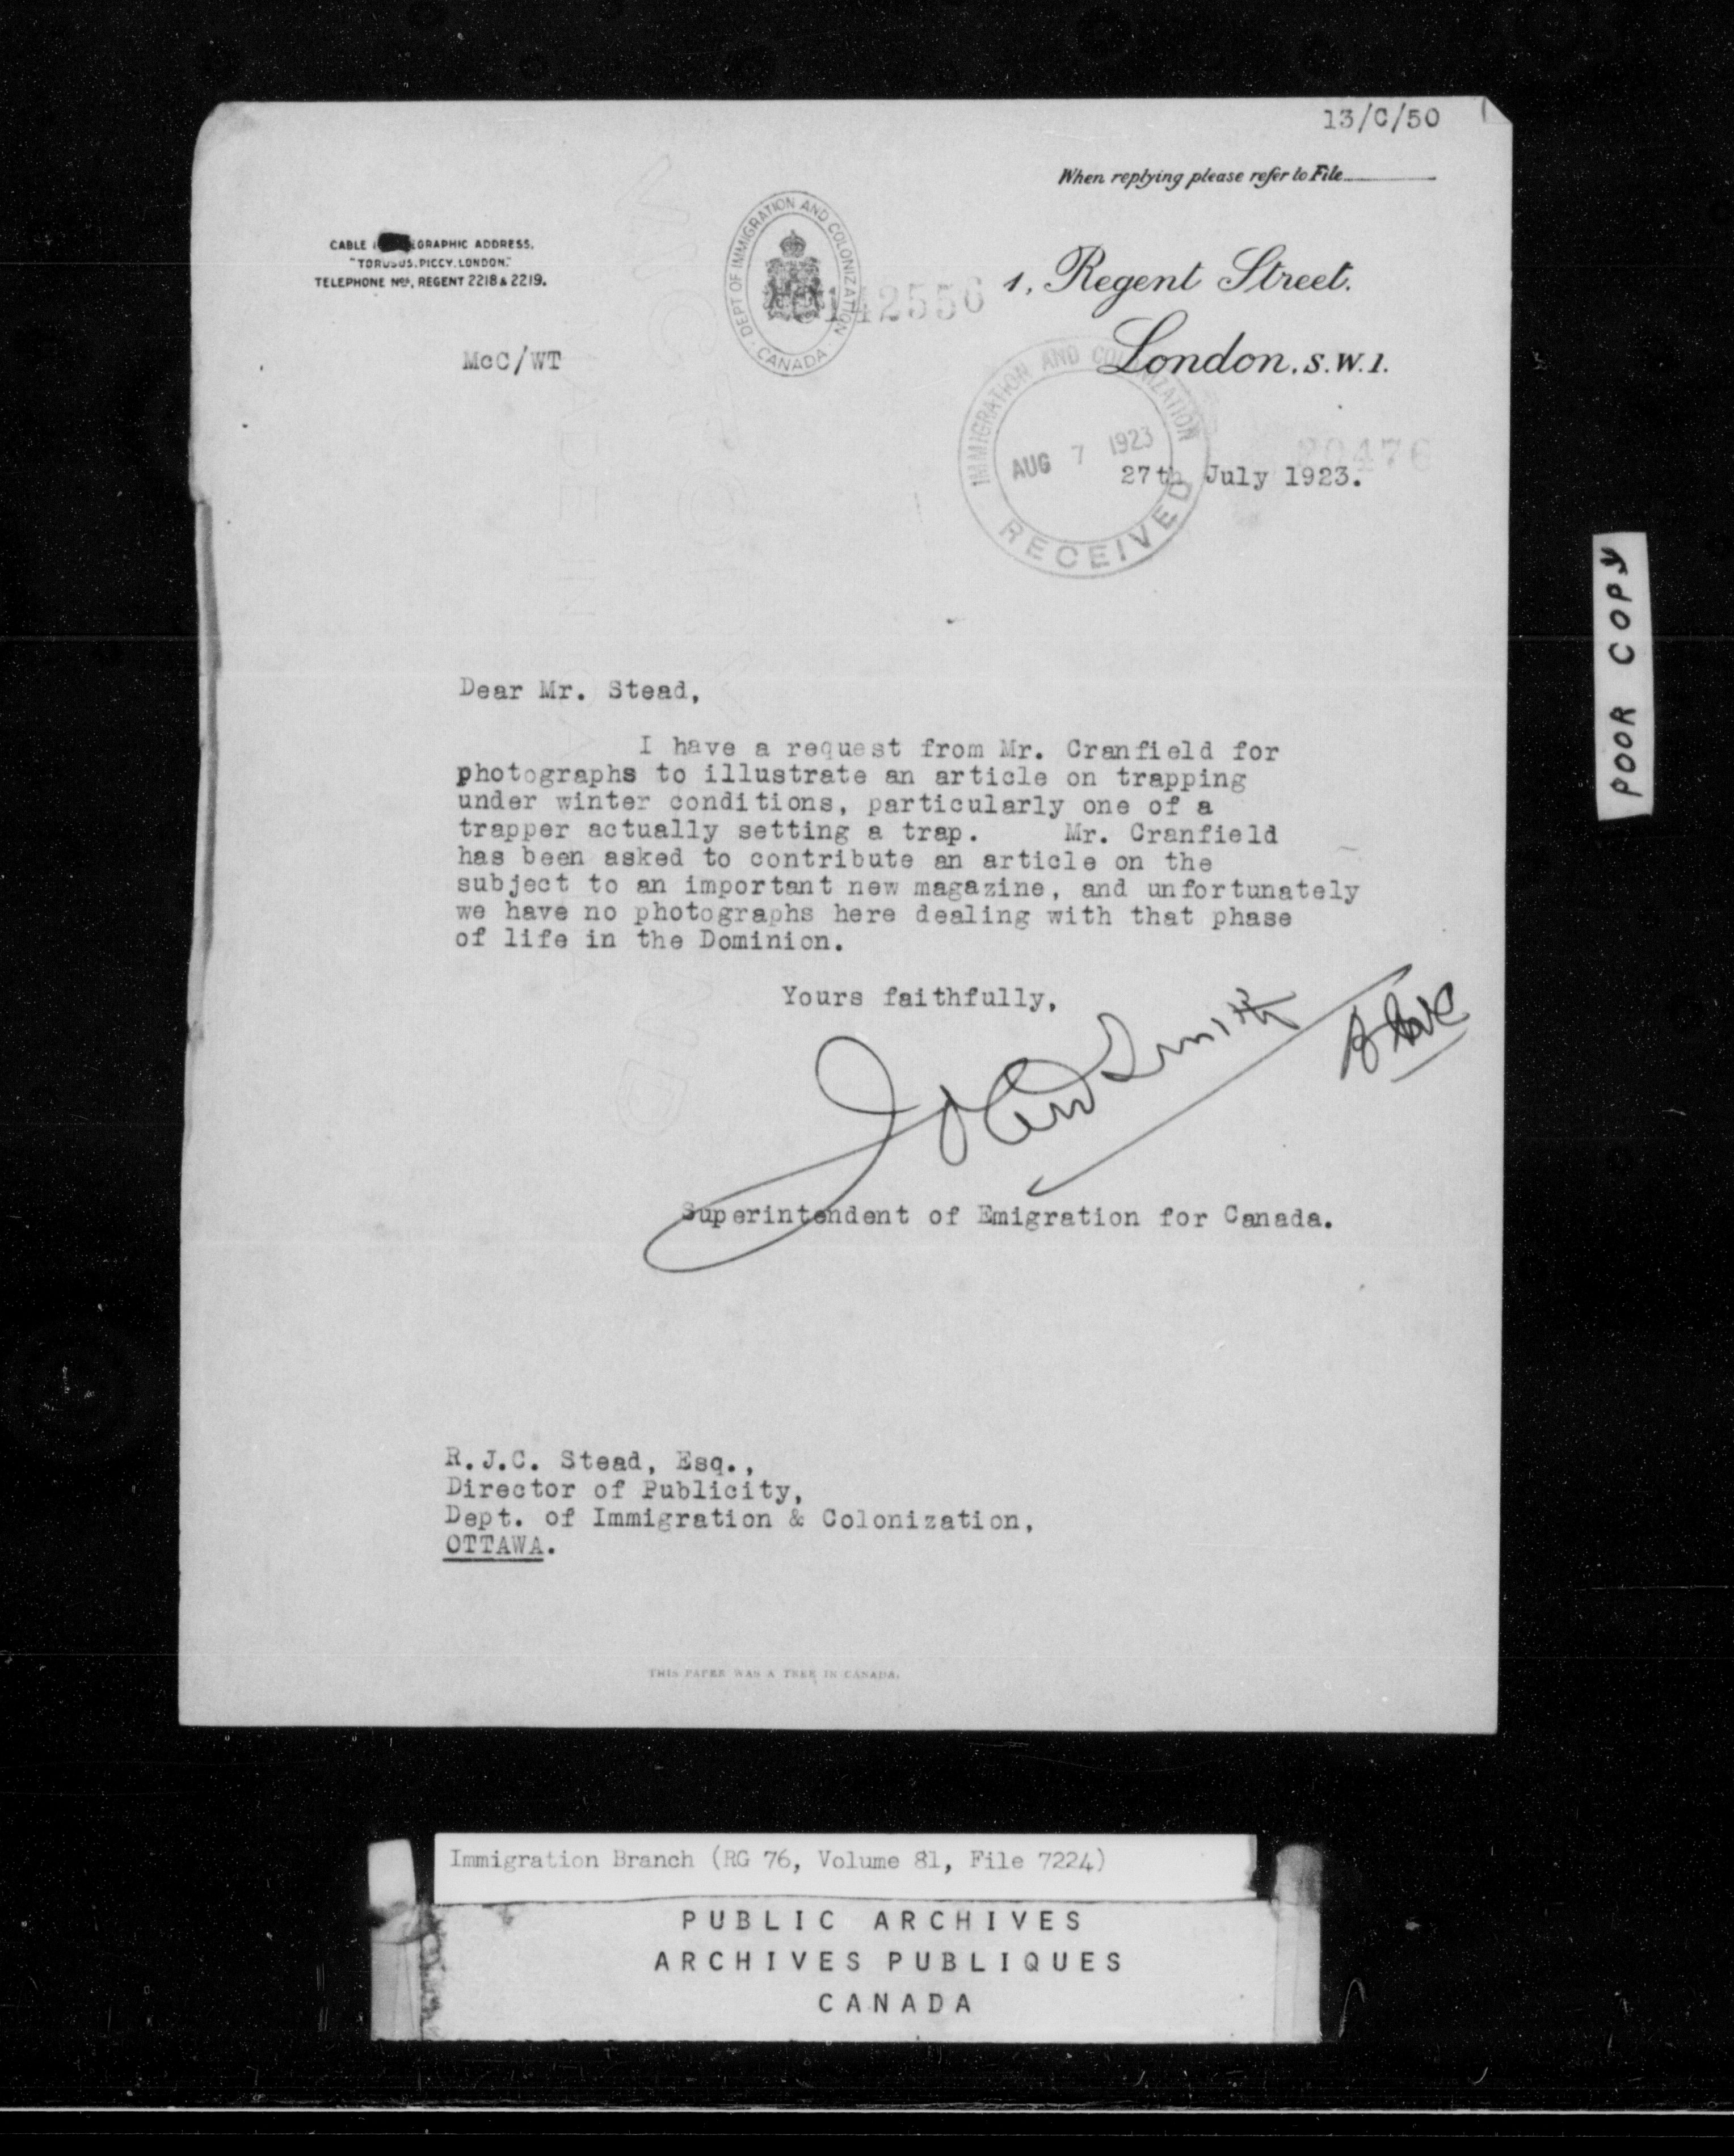 13/C/50
When replying please refer to File
CABLE GRAPHIC ADDRESS,
"TORUSUS. PICCY. LONDON."
TELEPHONE NOS, REGENT 2218 & 2219.
DEPT OF IMMIGRATION AND COLONIZATION
CANADA
142556
1, Regent Street.
London. S.W.1.
McC/WT
IMMIGRATION AND COLONIZATION
AUG 7 1923
RECEIVED
27th July 1923.
POOR COPY
Dear Mr. Stead,
I have a request from Mr. Cranfield for
photographs to illustrate an article on trapping
under winter conditions, particularly one of a
trapper actually setting a trap. Mr. Cranfield
has been asked to contribute an article on the
subject to an important new magazine, and unfortunately
we have no photographs here dealing with that phase
of life in the Dominion.
Yours faithfully,
Smith
Superintendent of Emigration for Canada.
R.J.C. Stead, Esq.,
Director of Publicity,
Dept. of Immigration & Colonization,
OTTAWA.
THIS PAPER WAS A TREE IN CANADA.
Immigration Branch (RG 76, Volume 81, File 7224)
PUBLIC ARCHIVES
ARCHIVES PUBLIQUES
CANADA